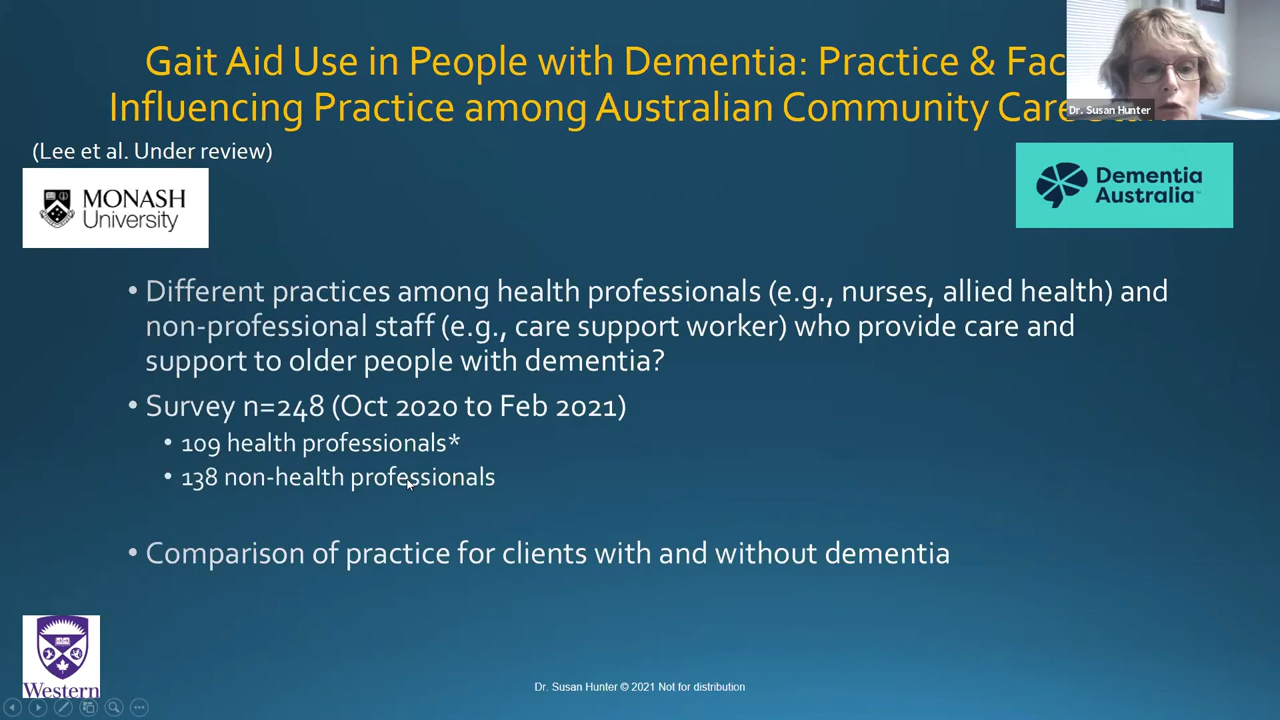 Gait Aid Use in People with Dementia: Practice & Fac
Influencing Practice among Australian Community Care
Dr. Susan Hunter
(Lee et al. Under review)
MONASH
University
Dementia
Australia™
• Different practices among health professionals (e.g., nurses, allied health) and
non-professional staff (e.g., care support worker) who provide care and
support to older people with dementia?
• Survey n=248 (Oct 2020 to Feb 2021)
• 109 health professionals*
• 138 non-health professionals
• Comparison of practice for clients with and without dementia
Western
Dr. Susan Hunter © 2021 Not for distribution